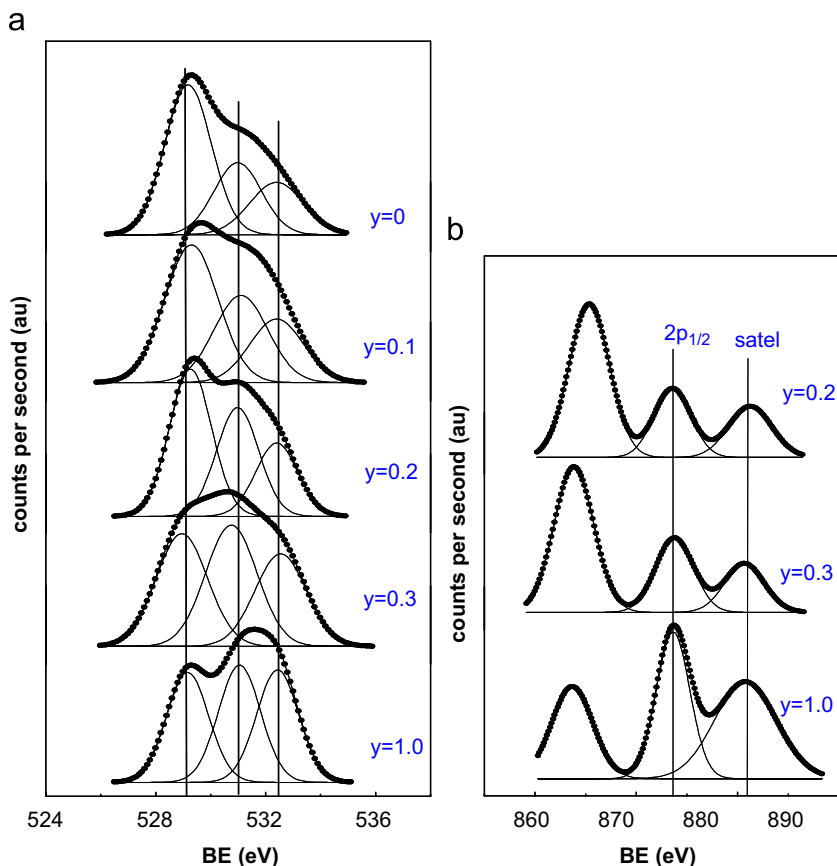 a
counts per second (au)
y=0
y=0.1
y=0.2
y=0.3
y=1.0
524 528 532 536
BE (eV)
b
counts per second (au)
2p1/2 satel
y=0.2
y=0.3
y=1.0
860 870 880 890
BE (eV)